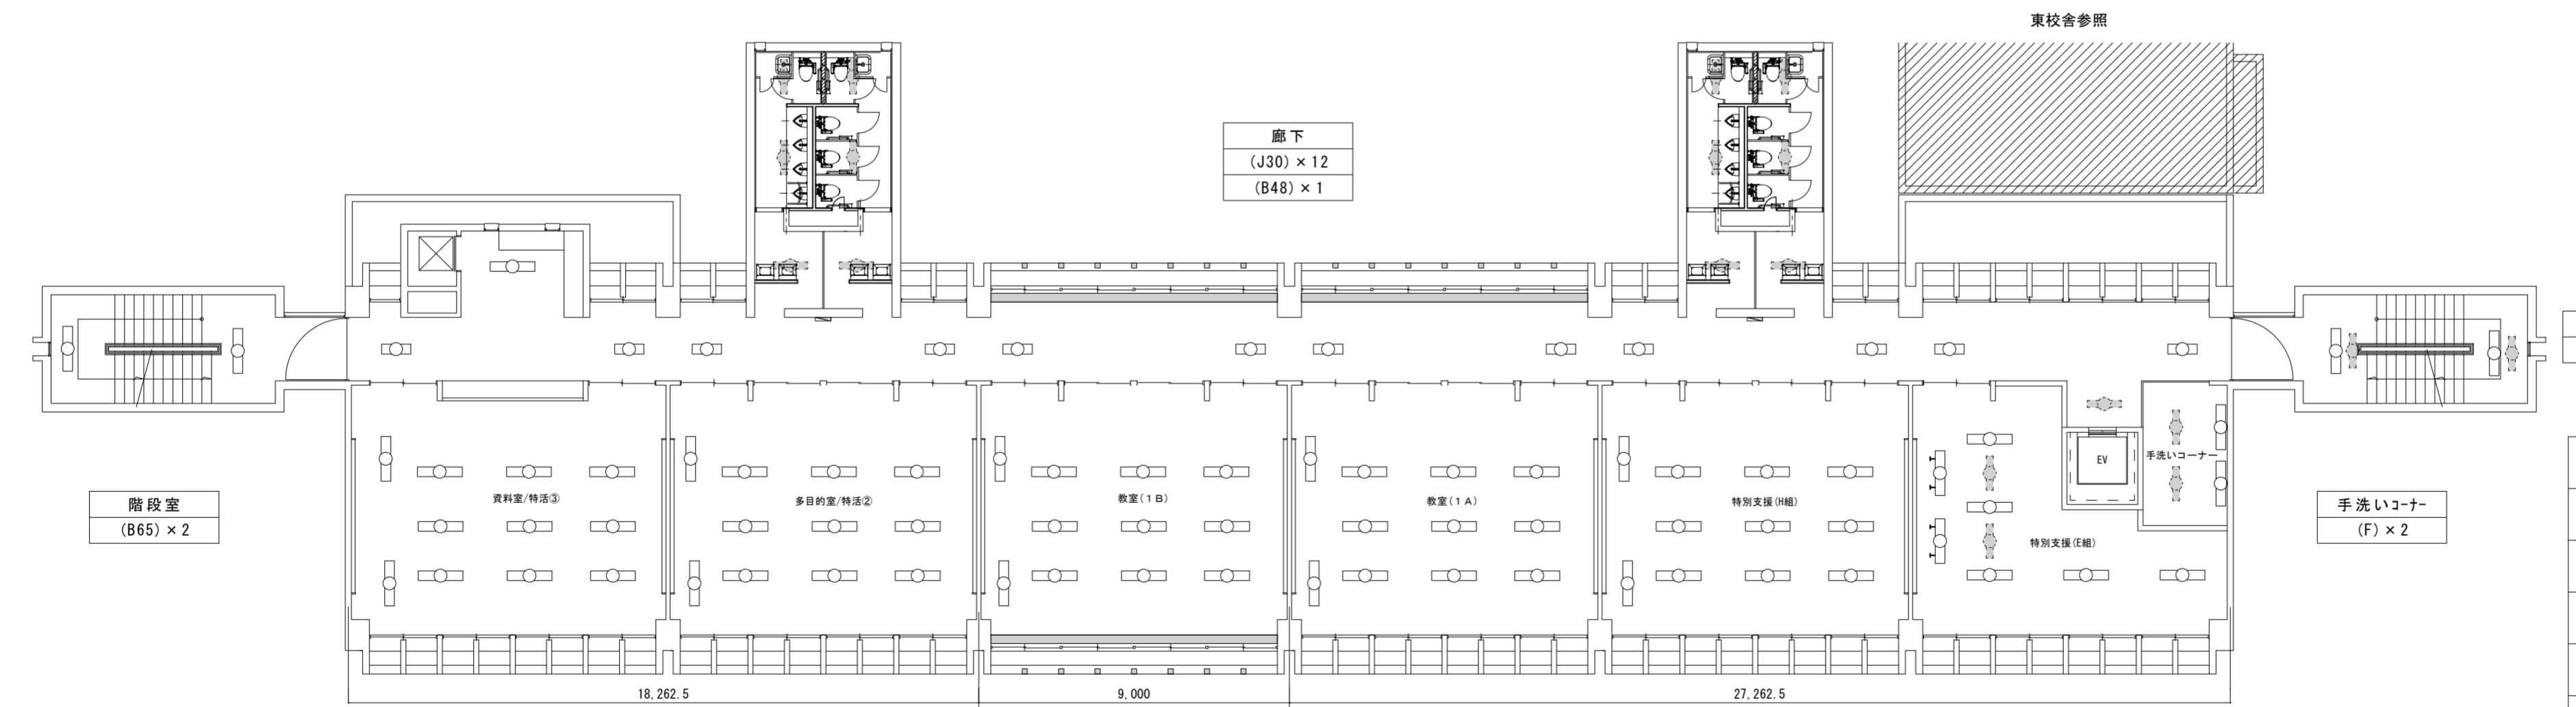 東校舎参照
廊下
(J30) × 12
(B48) × 1
階段室
(B65) × 2
資料室/特活③
多目的室/特活②
教室(1B)
教室(1A)
特別支援(H組)
特別支援(E組)
EV
手洗いコーナー
手洗いｺｰﾅｰ
(F) × 2
18,262.5
9,000
27,262.5